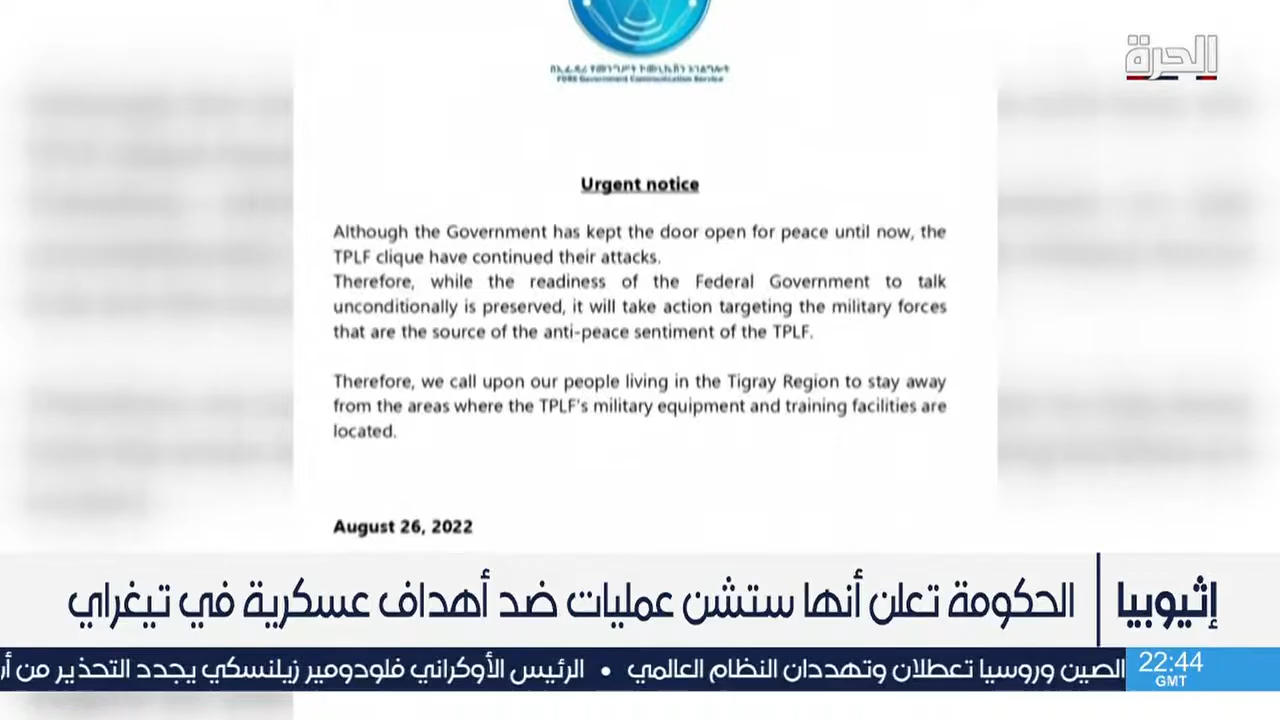 الحرة
FDRE Government Communication Service
Urgent notice
Although the Government has kept the door open for peace until now, the
TPLF clique have continued their attacks.
Therefore, while the readiness of the Federal Government to talk
unconditionally is preserved, it will take action targeting the military forces
that are the source of the anti-peace sentiment of the TPLF.
Therefore, we call upon our people living in the Tigray Region to stay away
from the areas where the TPLF's military equipment and training facilities are
located.
August 26, 2022
إثيوبيا
الحكومة تعلن أنها ستشن عمليات ضد أهداف عسكرية في تيغراي
الصين وروسيا تعطلان وتهددان النظام العالمي • الرئيس الأوكراني فلودومير زيلنسكي يجدد التحذير من
22:44
GMT